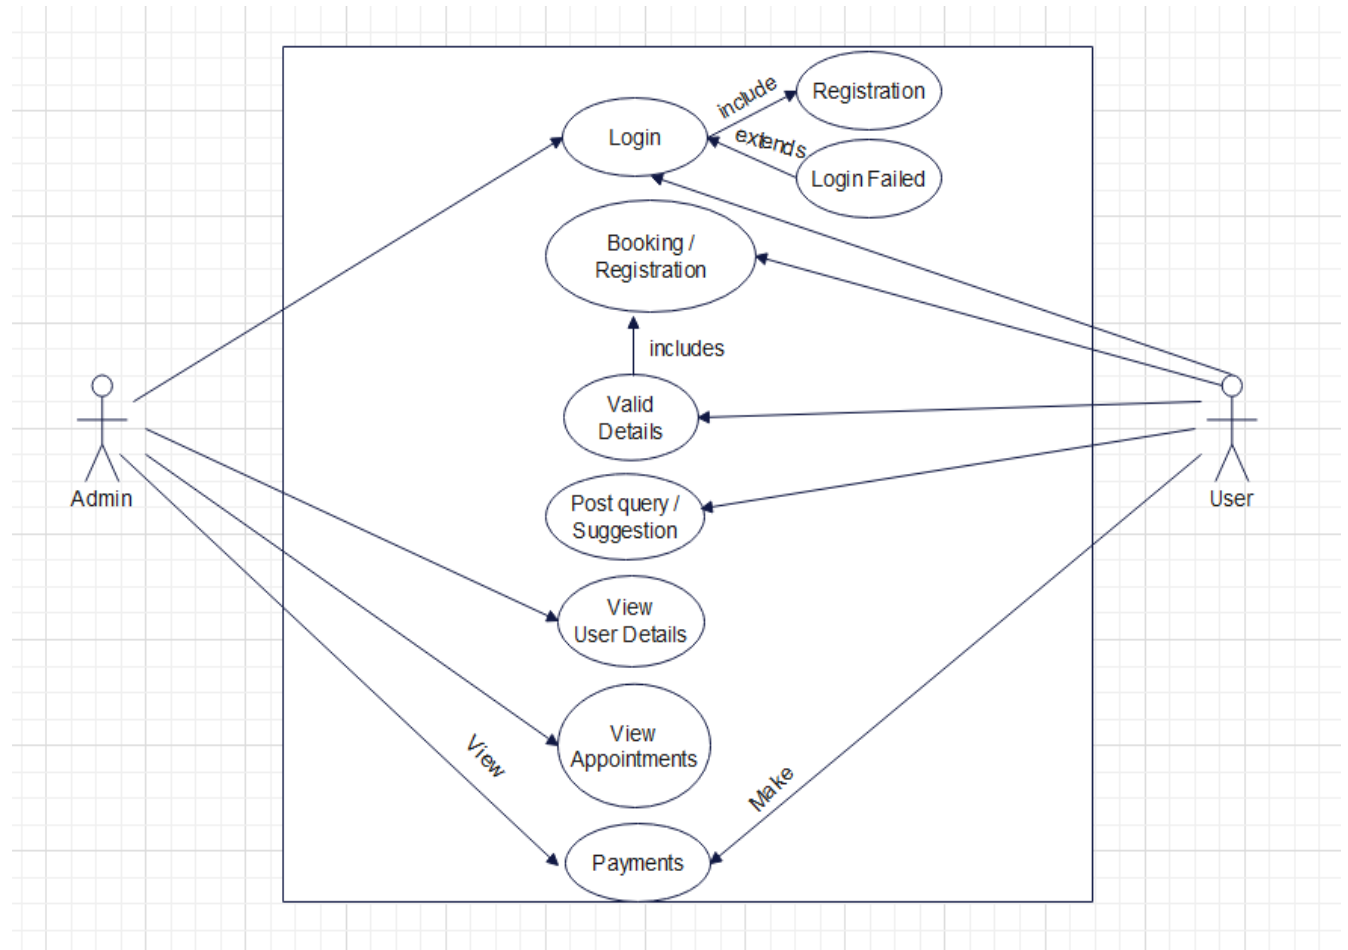 include
Registration
Login
extends
Login Failed
Booking /
Registration
includes
Valid
Details
Admin
User
Post query /
Suggestion
View
User Details
View
Appointments
View
Make
Payments